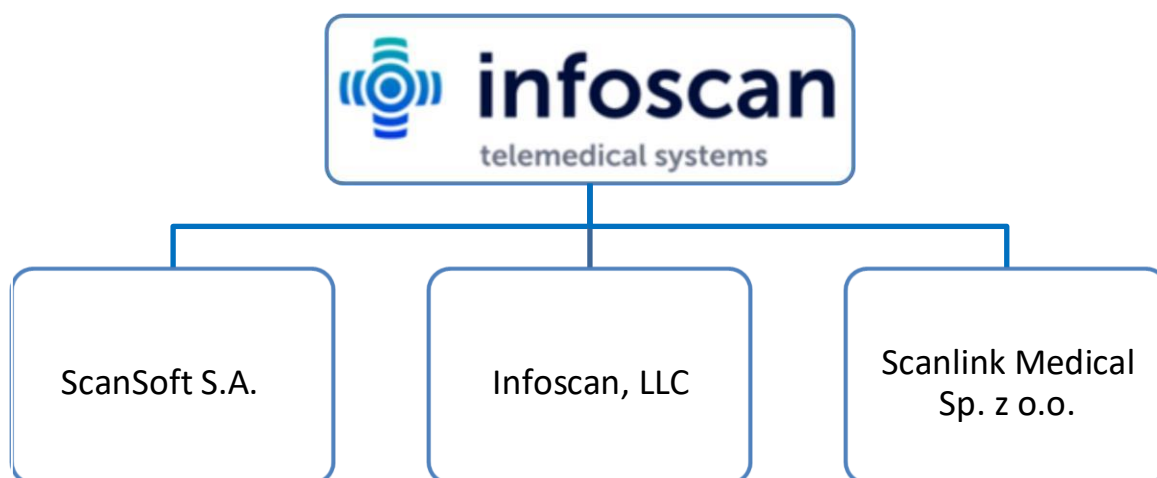 infoscan
telemedical systems
ScanSoft S.A.
Infoscan, LLC
Scanlink Medical
Sp. z o.o.